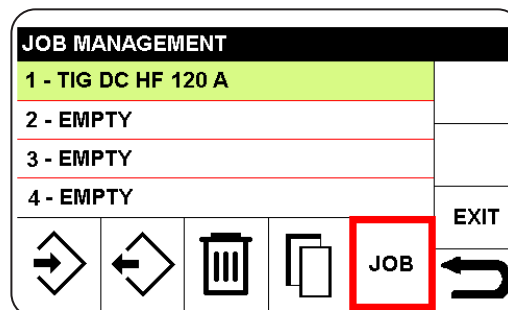 JOB MANAGEMENT
1 - TIG DC HF 120 A
2 - EMPTY
3 - EMPTY
4 - EMPTY
EXIT
JOB